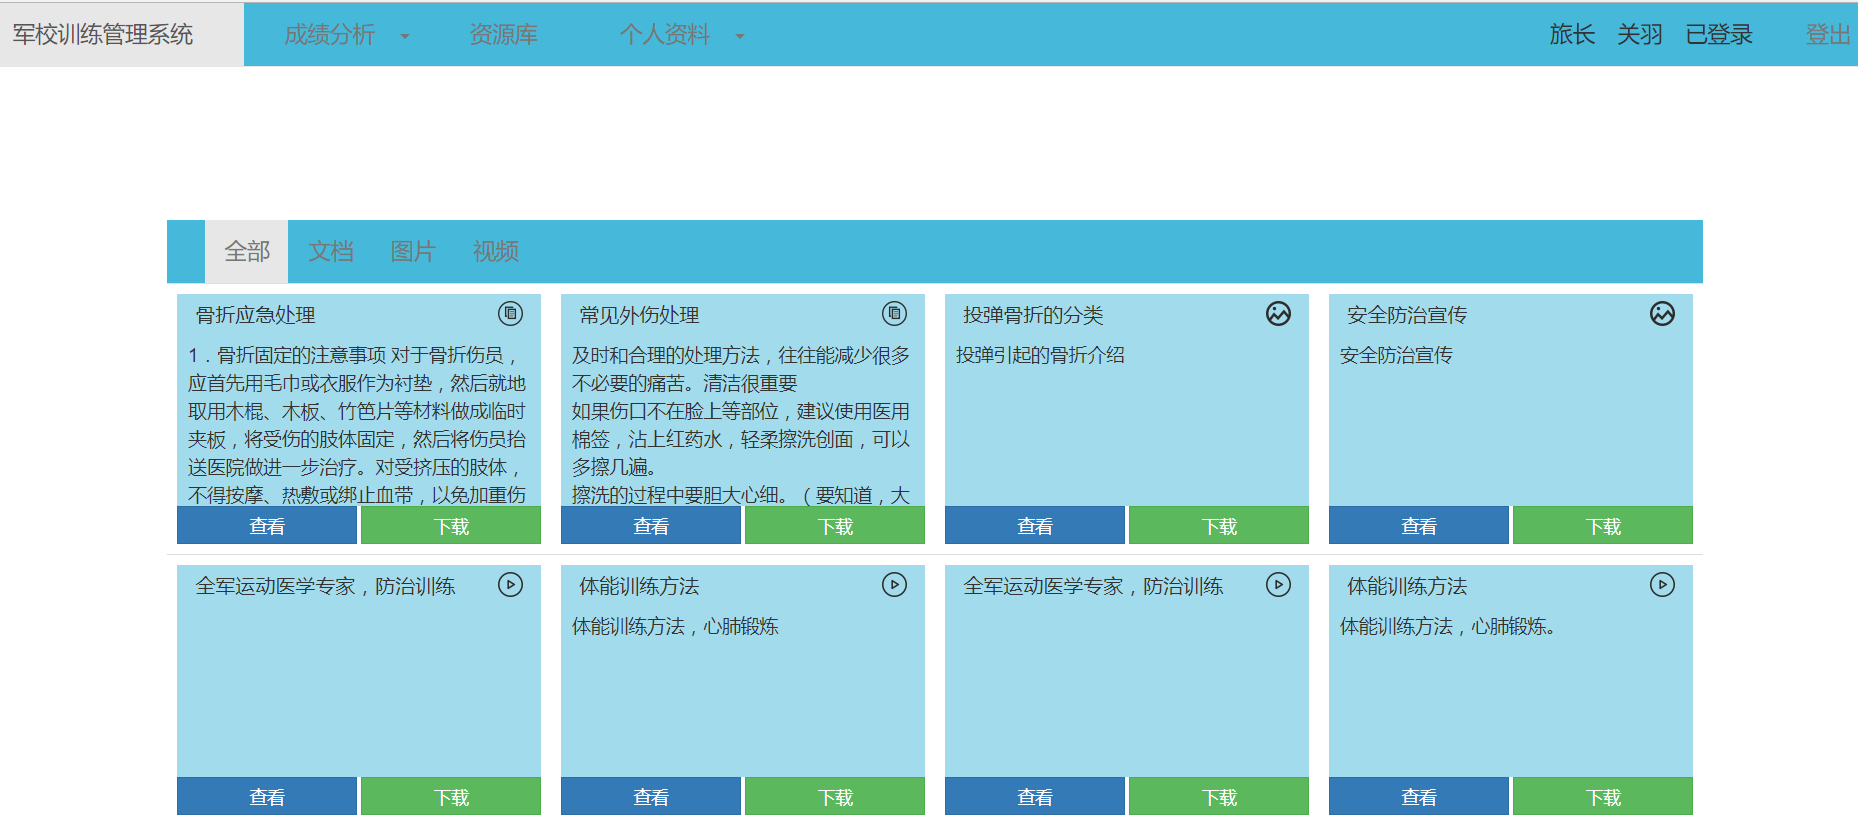 军校训练管理系统 成绩分析 资源库 个人资料 旅长 关羽 已登录 登出
全部 文档 图片 视频
骨折应急处理
1．骨折固定的注意事项 对于骨折伤员，
应首先用毛巾或衣服作为衬垫，然后就地
取用木棍、木板、竹笆片等材料做成临时
夹板，将受伤的肢体固定，然后将伤员抬
送医院做进一步治疗。对受挤压的肢体，
不得按摩、热敷或绑止血带，以免加重伤
查看 下载
常见外伤处理
及时和合理的处理方法，往往能减少很多
不必要的痛苦。清洁很重要
如果伤口不在脸上等部位，建议使用医用
棉签，沾上红药水，轻柔擦洗创面，可以
多擦几遍。
擦洗的过程中要胆大心细。（要知道，大
查看 下载
投弹骨折的分类
投弹引起的骨折介绍
查看 下载
安全防治宣传
安全防治宣传
查看 下载
全军运动医学专家，防治训练
查看 下载
体能训练方法
体能训练方法，心肺锻炼
查看 下载
全军运动医学专家，防治训练
查看 下载
体能训练方法
体能训练方法，心肺锻炼。
查看 下载